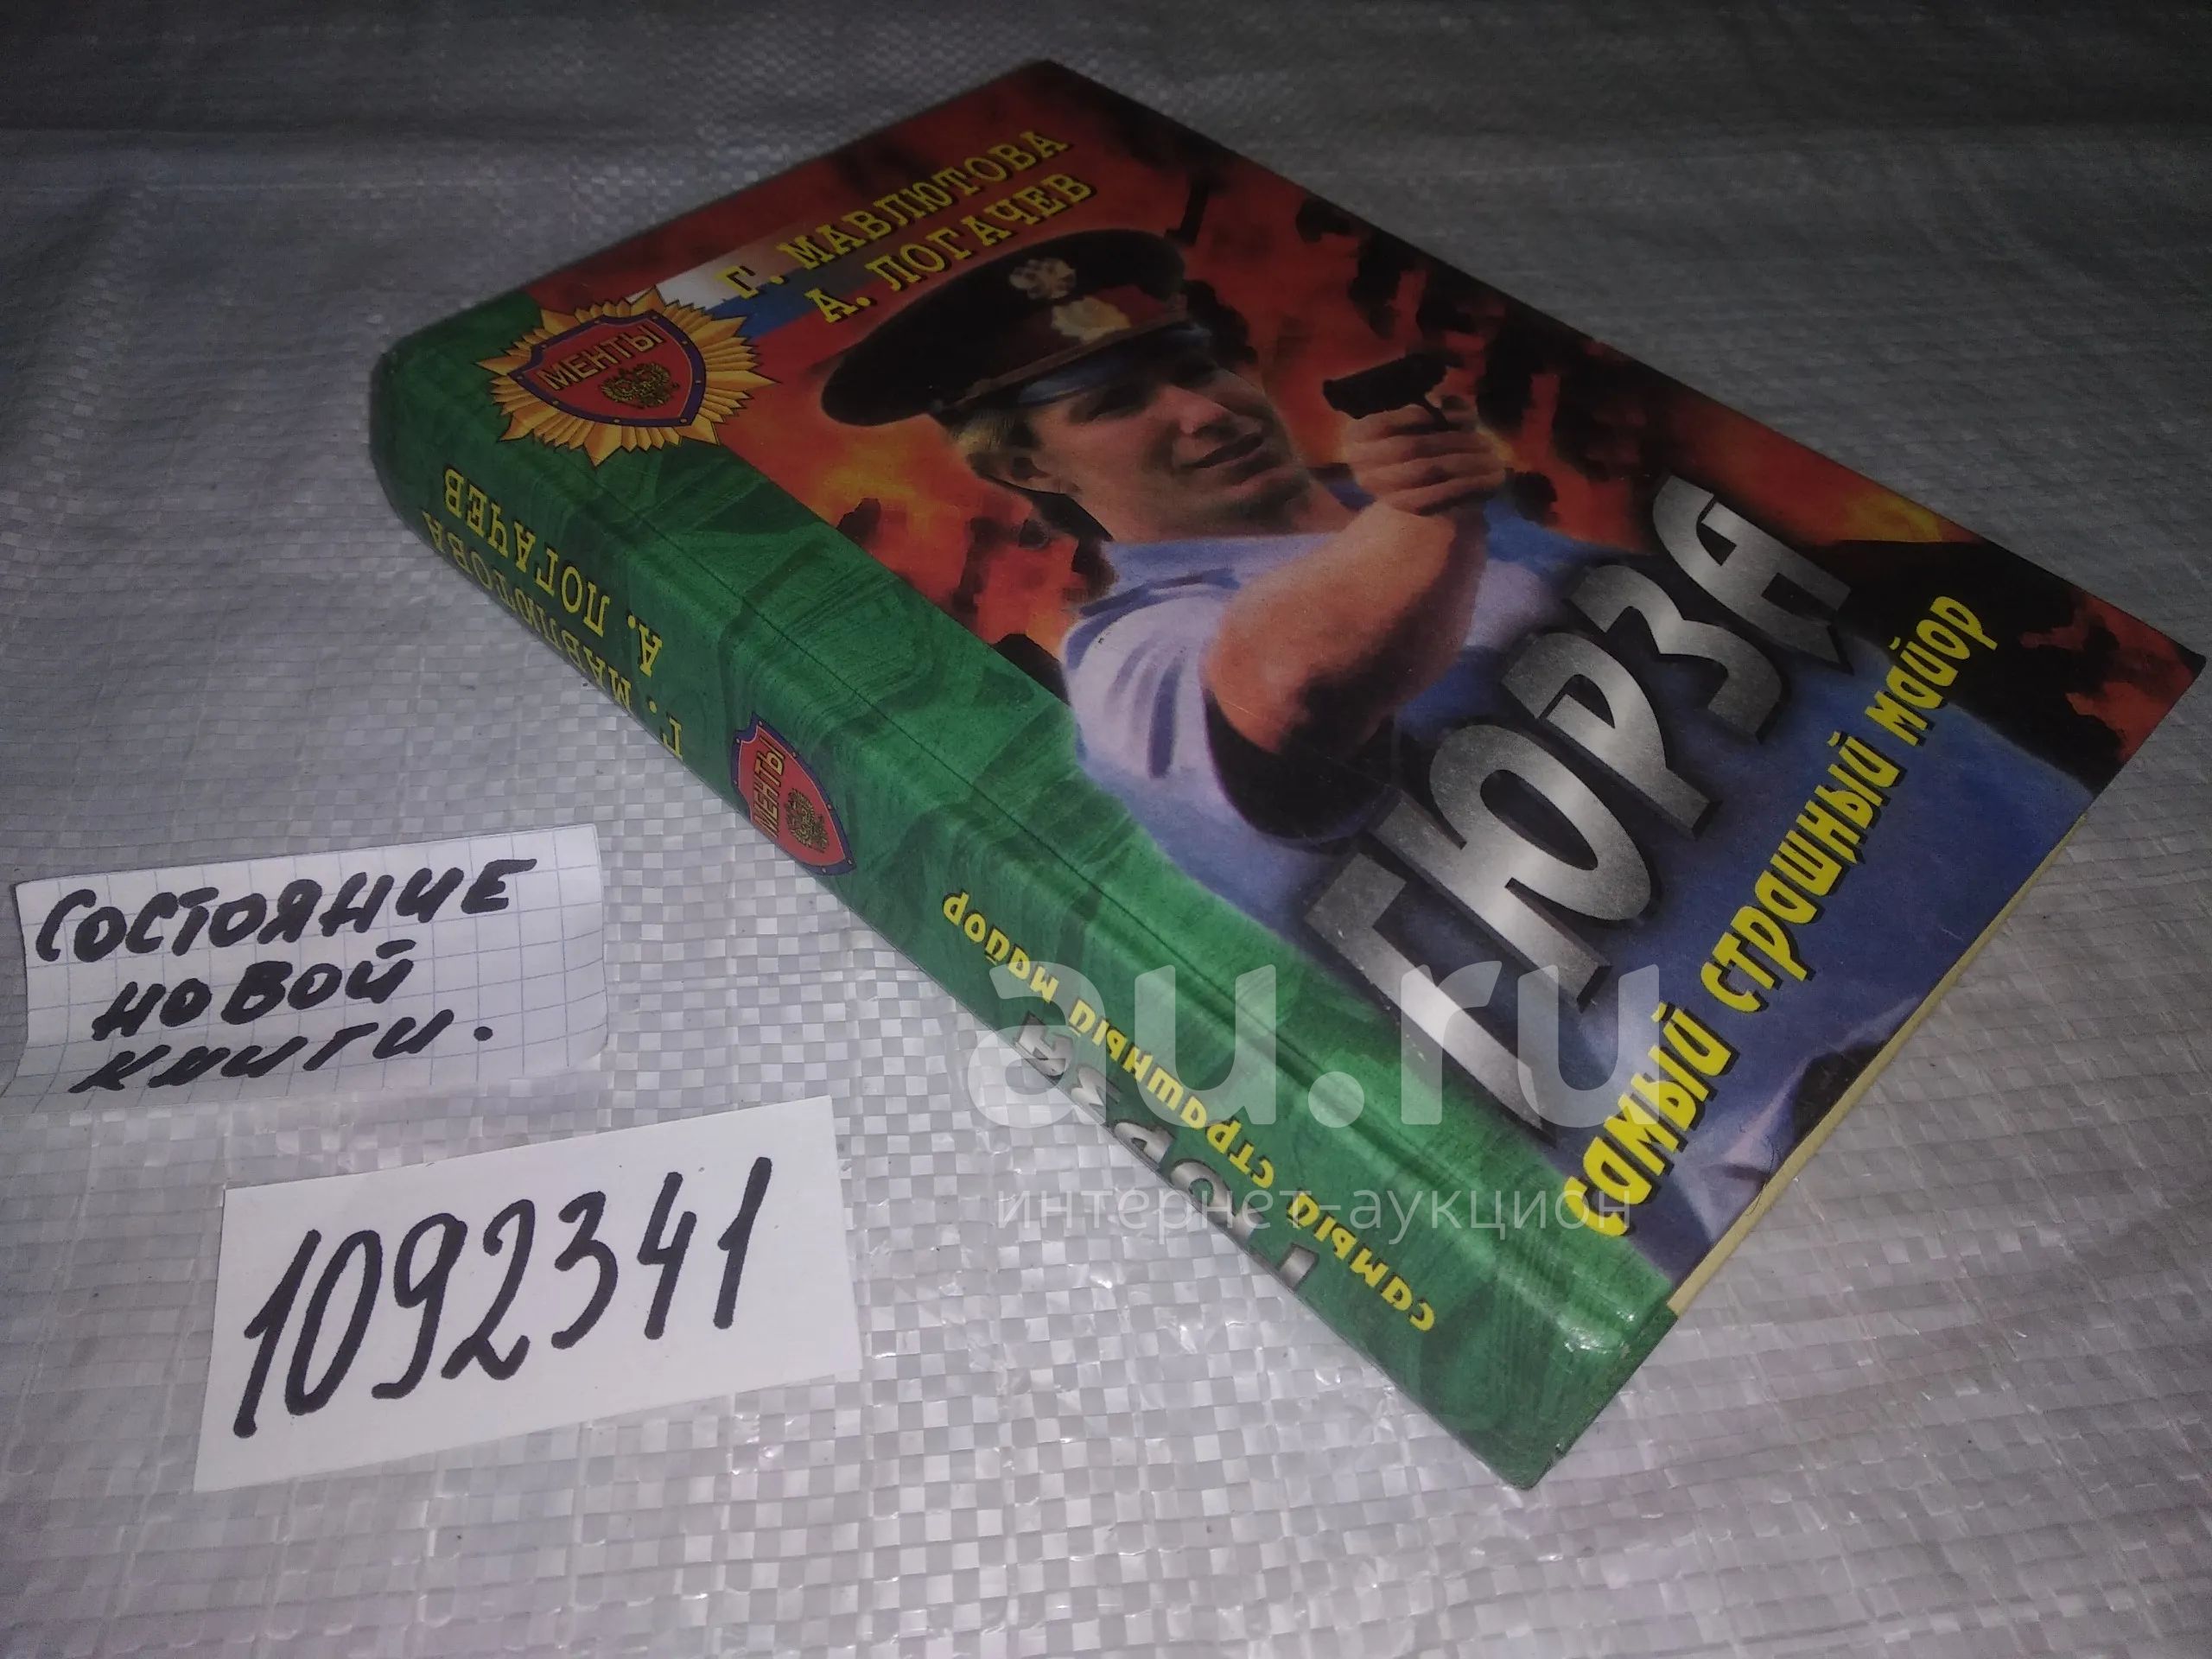 Г. МАВЛЮТОВА
А. ЛОГАЧЕВ
МЕНТЫ
ГЮРЗА
самый страшный майор
Г. МАВЛЮТОВА
А. ЛОГАЧЕВ
МЕНТЫ
ГЮРЗА
самый страшный майор
СОСТОЯНИЕ
НОВОЙ
КНИГИ.
1092341
au.ru
интернет-аукцион